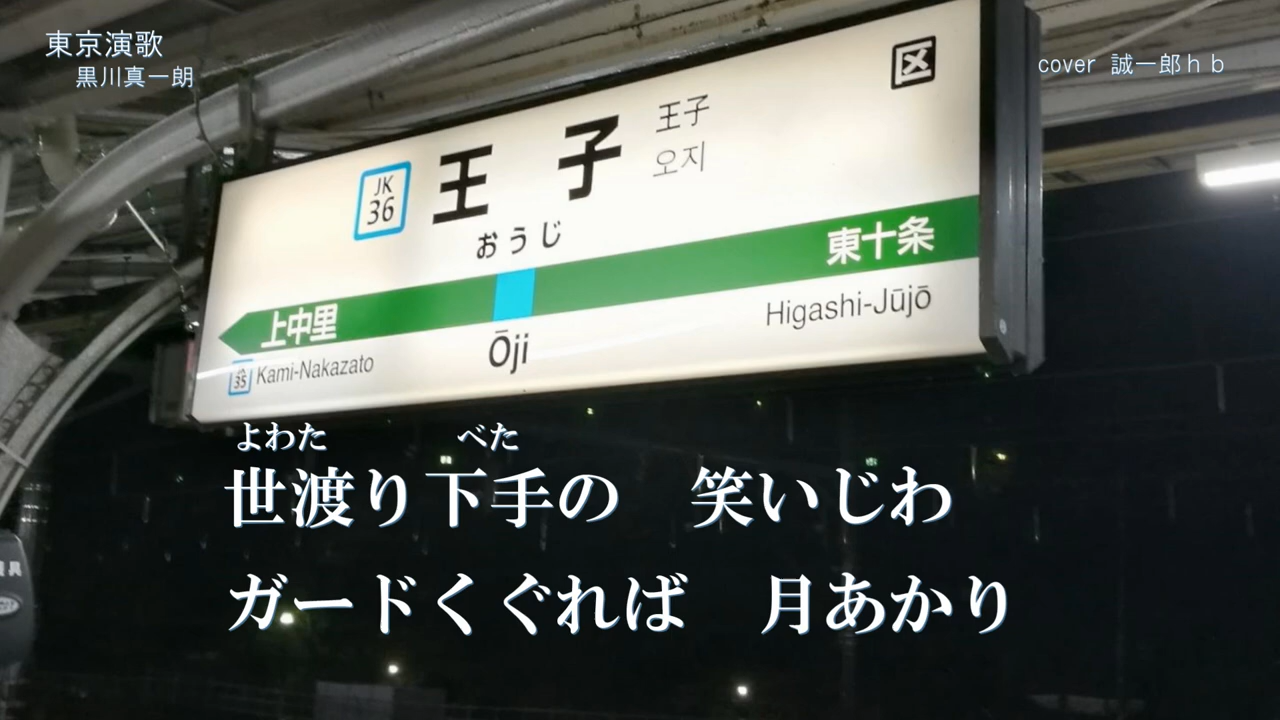 東京演歌
黒川真一朗
cover 誠一郎ｈｂ
区
JK
36
王子
王子
오지
おうじ
上中里
東十条
JK
35
Kami-Nakazato
Ōji
Higashi-Jūjō
よわた べた
世渡り下手の 笑いじわ
ガードくぐれば 月あかり